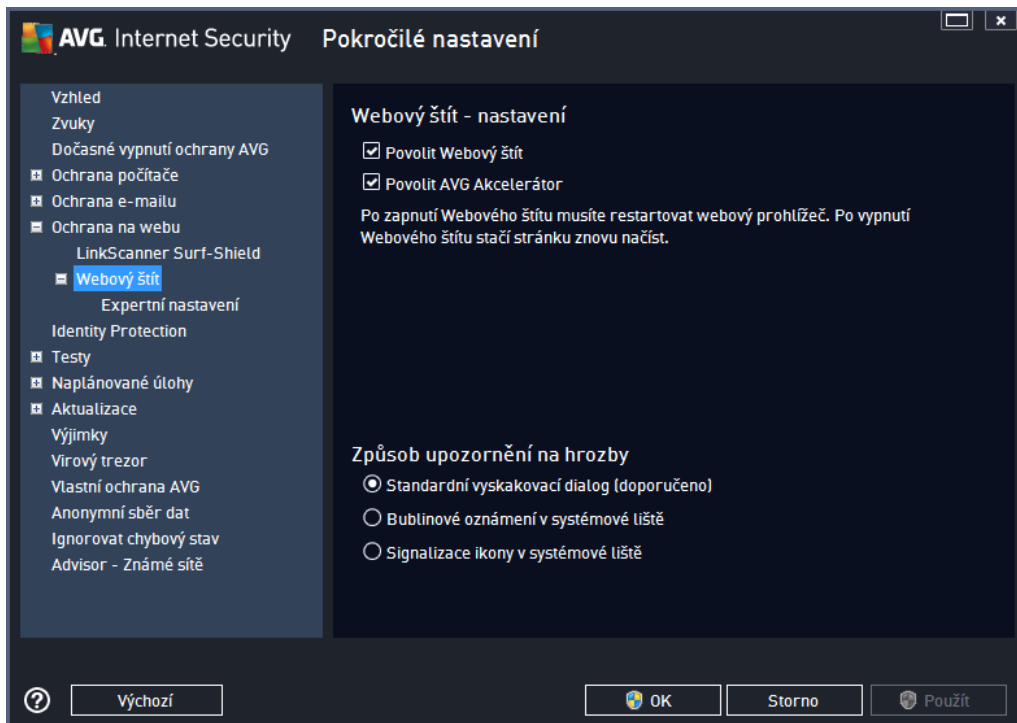 AVG. Internet Security Pokročilé nastavení
Vzhled
Zvuky
Dočasné vypnutí ochrany AVG
Ochrana počítače
Ochrana e-mailu
Ochrana na webu
LinkScanner Surf-Shield
Webový štít
Expertní nastavení
Identity Protection
Testy
Naplánované úlohy
Aktualizace
Výjimky
Virový trezor
Vlastní ochrana AVG
Anonymní sběr dat
Ignorovat chybový stav
Advisor - Známé sítě
Webový štít - nastavení
Povolit Webový štít
Povolit AVG Akcelerátor
Po zapnutí Webového štítu musíte restartovat webový prohlížeč. Po vypnutí
Webového štítu stačí stránku znovu načíst.
Způsob upozornění na hrozby
Standardní vyskakovací dialog (doporučeno)
Bublinové oznámení v systémové liště
Signalizace ikony v systémové liště
Výchozí
OK
Storno
Použít